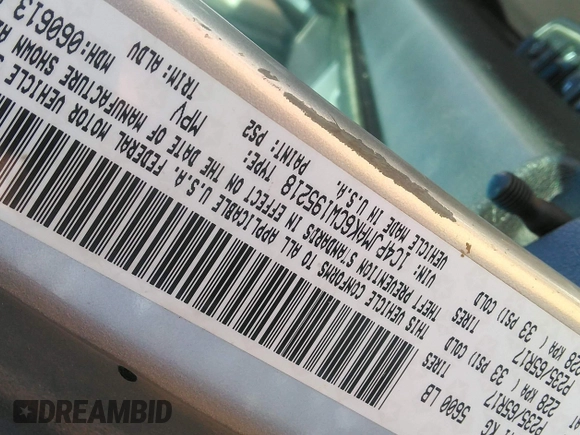 5600 LB
KG
P235/65R17 TIRES
228 KPA ( 33 PSI) COLD
P235/65R17 TIRES
228 KPA ( 33 PSI) COLD
THIS VEHICLE CONFORMS TO ALL APPLICABLE U.S.A. FEDERAL MOTOR VEHICLE S
THEFT PREVENTION STANDARDS IN EFFECT ON THE DATE OF MANUFACTURE SHOWN A
VIN: 1C4PJMAK6CW195218 TYPE: MPV MDH: 060613
VEHICLE MADE IN U.S.A. PAINT: PS2 TRIM: ALDV
DREAMBID